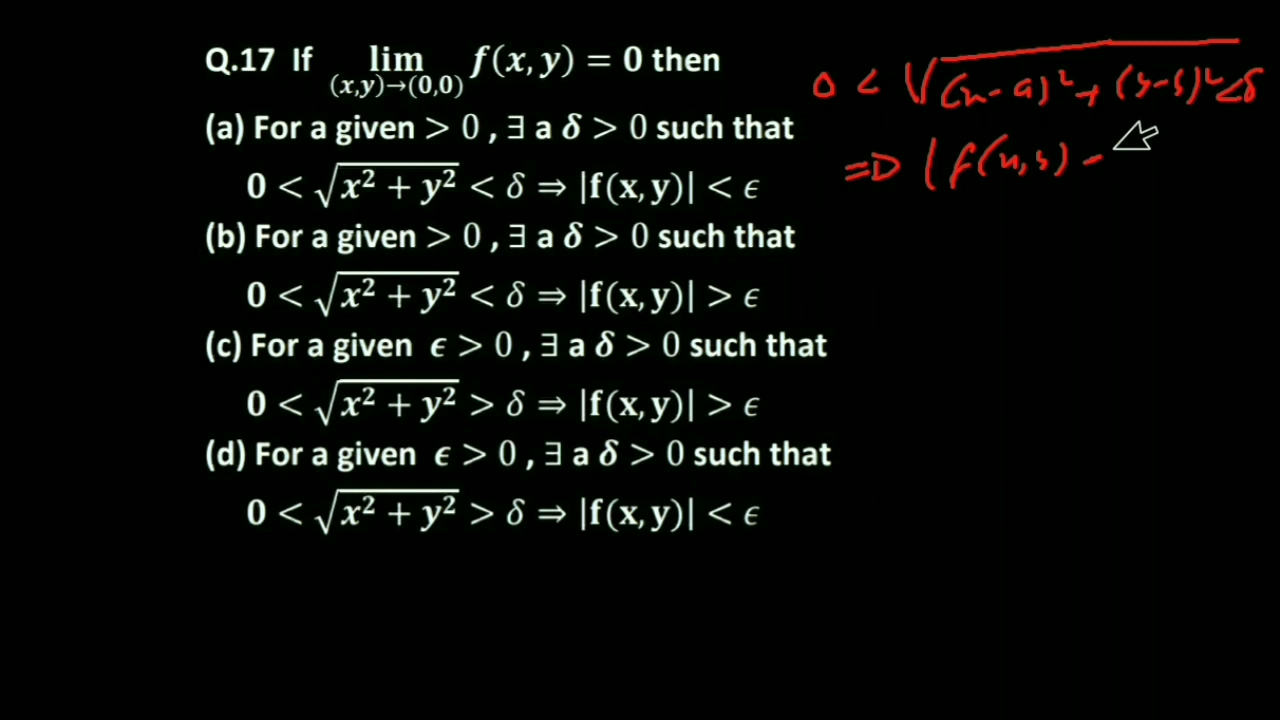 Q.17 If lim f(x, y) = 0 then
(x,y)→(0,0)
(a) For a given > 0 , ∃ a δ > 0 such that
0 < √x² + y² < δ ⇒ |f(x, y)| < ϵ
(b) For a given > 0 , ∃ a δ > 0 such that
0 < √x² + y² < δ ⇒ |f(x, y)| > ϵ
(c) For a given ϵ > 0 , ∃ a δ > 0 such that
0 < √x² + y² > δ ⇒ |f(x, y)| > ϵ
(d) For a given ϵ > 0 , ∃ a δ > 0 such that
0 < √x² + y² > δ ⇒ |f(x, y)| < ϵ
0 < √(x-a)² + (y-b)² < δ
⇒ |f(x,y) -